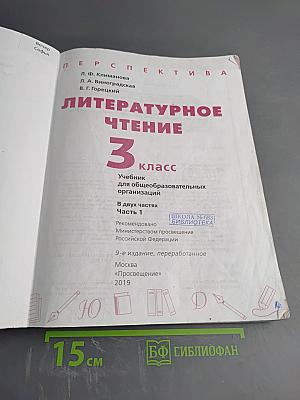 ПЕРСПЕКТИВА
Л. Ф. Климанова
Л. А. Виноградская
В. Г. Горецкий
ЛИТЕРАТУРНОЕ
ЧТЕНИЕ
3 класс
Учебник
для общеобразовательных
организаций
В двух частях
Часть 1
ШКОЛА № 683
БИБЛИОТЕКА
Рекомендовано
Министерством просвещения
Российской Федерации
9-е издание, переработанное
Москва
«Просвещение»
2019
15 см
БФ БИБЛИОФАН